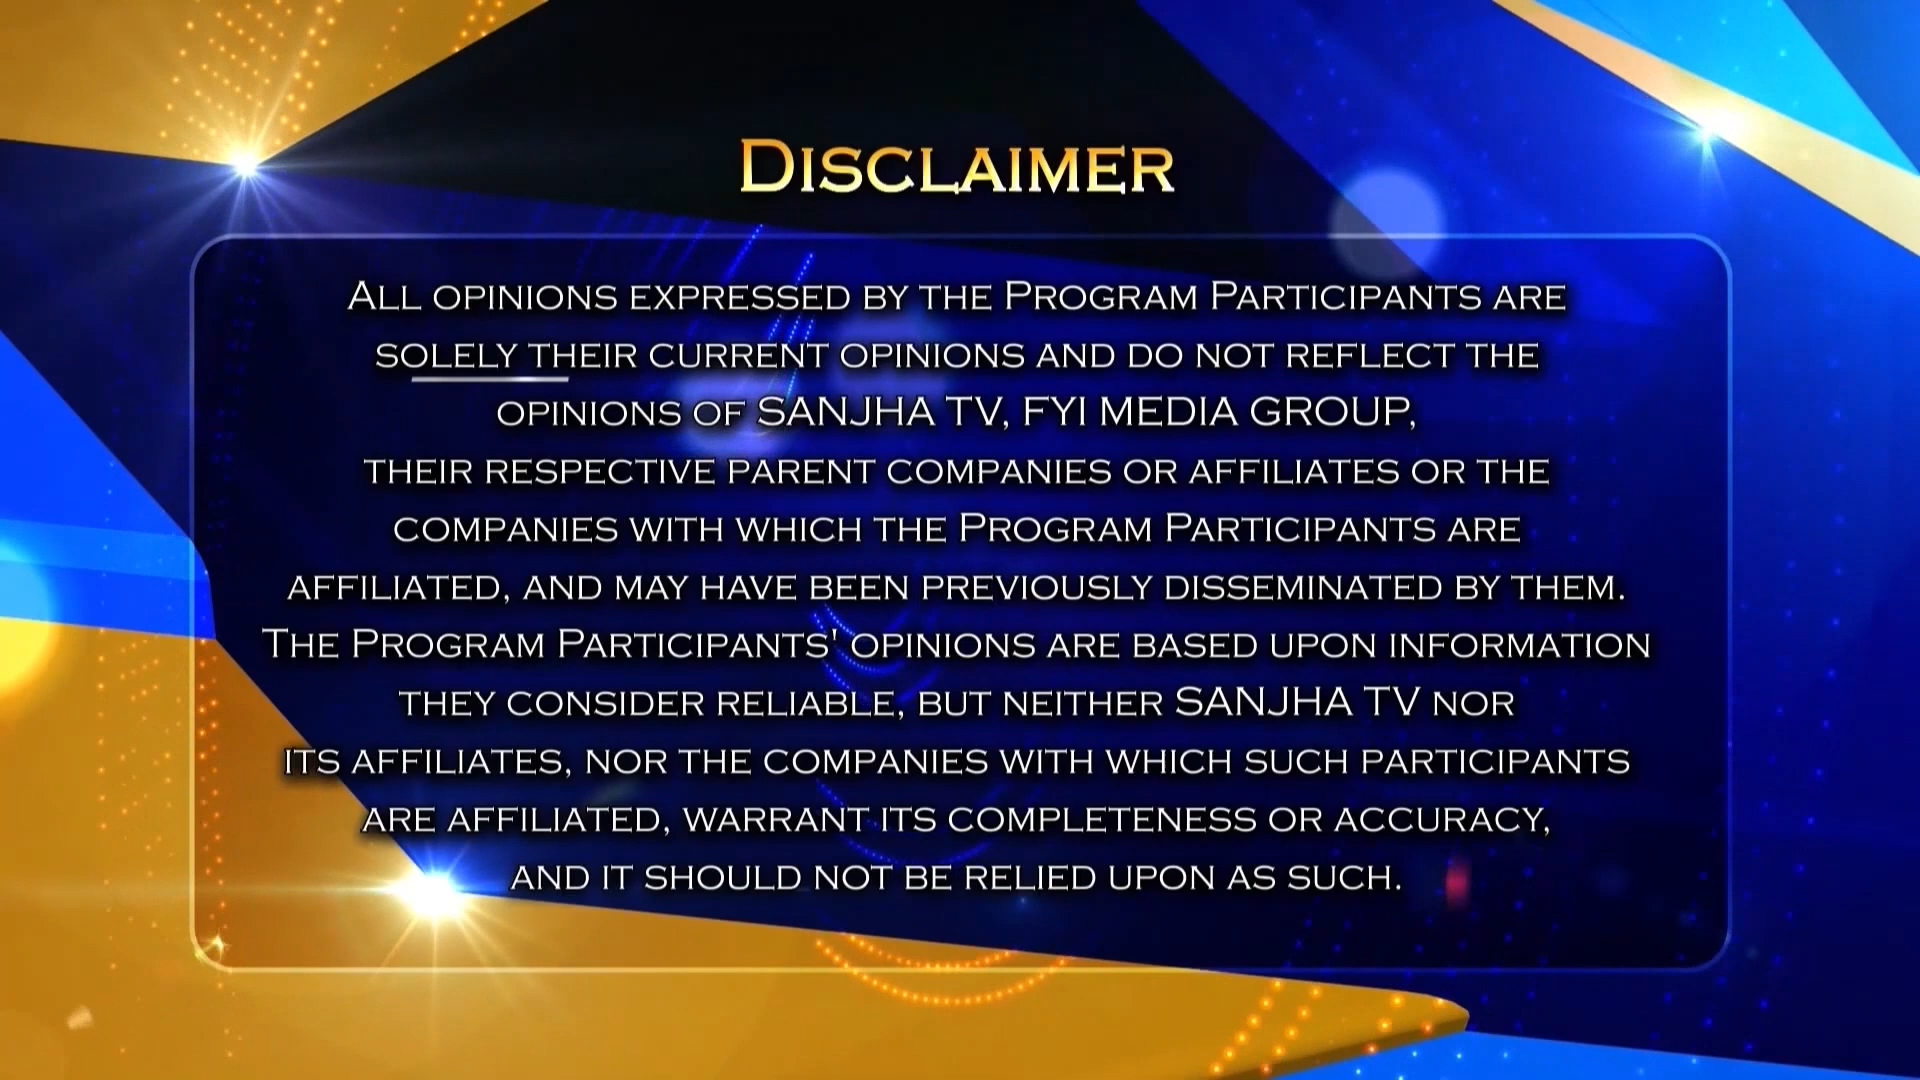 Disclaimer
All opinions expressed by the Program Participants are
solely their current opinions and do not reflect the
opinions of SANJHA TV, FYI MEDIA GROUP,
their respective parent companies or affiliates or the
companies with which the Program Participants are
affiliated, and may have been previously disseminated by them.
The Program Participants' opinions are based upon information
they consider reliable, but neither SANJHA TV nor
its affiliates, nor the companies with which such participants
are affiliated, warrant its completeness or accuracy,
and it should not be relied upon as such.